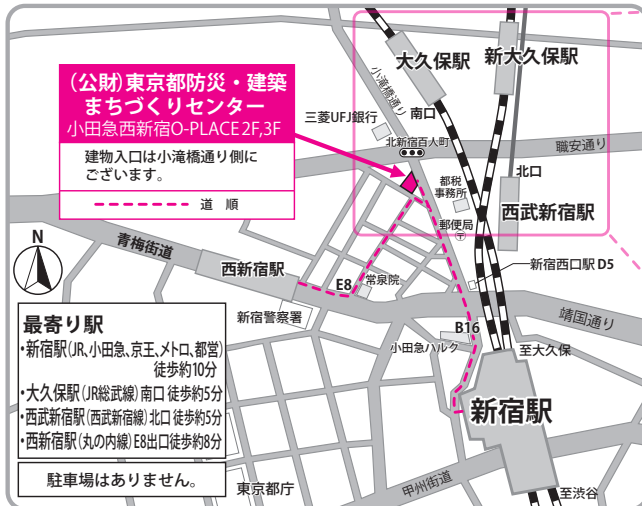 (公財)東京都防災・建築
まちづくりセンター
小田急西新宿O-PLACE2F,3F
建物入口は小滝橋通り側に
ございます。
道 順
大久保駅
新大久保駅
小滝橋通り
南口
三菱UFJ銀行
北新宿百人町
職安通り
都税
事務所
北口
西武新宿駅
郵便局
〒
新宿西口駅 D5
青梅街道
N
西新宿駅
E8
常泉院
新宿警察署
靖国通り
B16
小田急ハルク
至大久保
新宿駅
最寄り駅
・新宿駅(JR、小田急、京王、メトロ、都営)
徒歩約10分
・大久保駅(JR総武線) 南口 徒歩約5分
・西武新宿駅(西武新宿線) 北口 徒歩約5分
・西新宿駅(丸の内線) E8出口徒歩約8分
駐車場はありません。
東京都庁
甲州街道
至渋谷